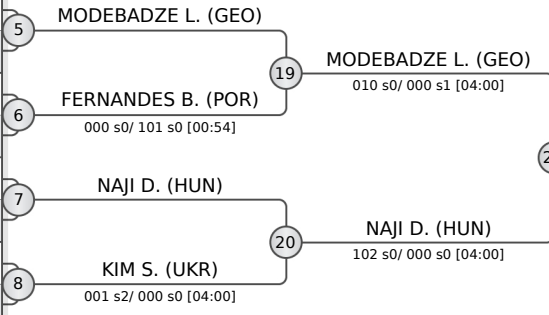 MODEBADZE L. (GEO)
5
19
MODEBADZE L. (GEO)
010 s0/ 000 s1 [04:00]
FERNANDES B. (POR)
6
000 s0/ 101 s0 [00:54]
2
NAJI D. (HUN)
7
20
NAJI D. (HUN)
102 s0/ 000 s0 [04:00]
KIM S. (UKR)
8
001 s2/ 000 s0 [04:00]